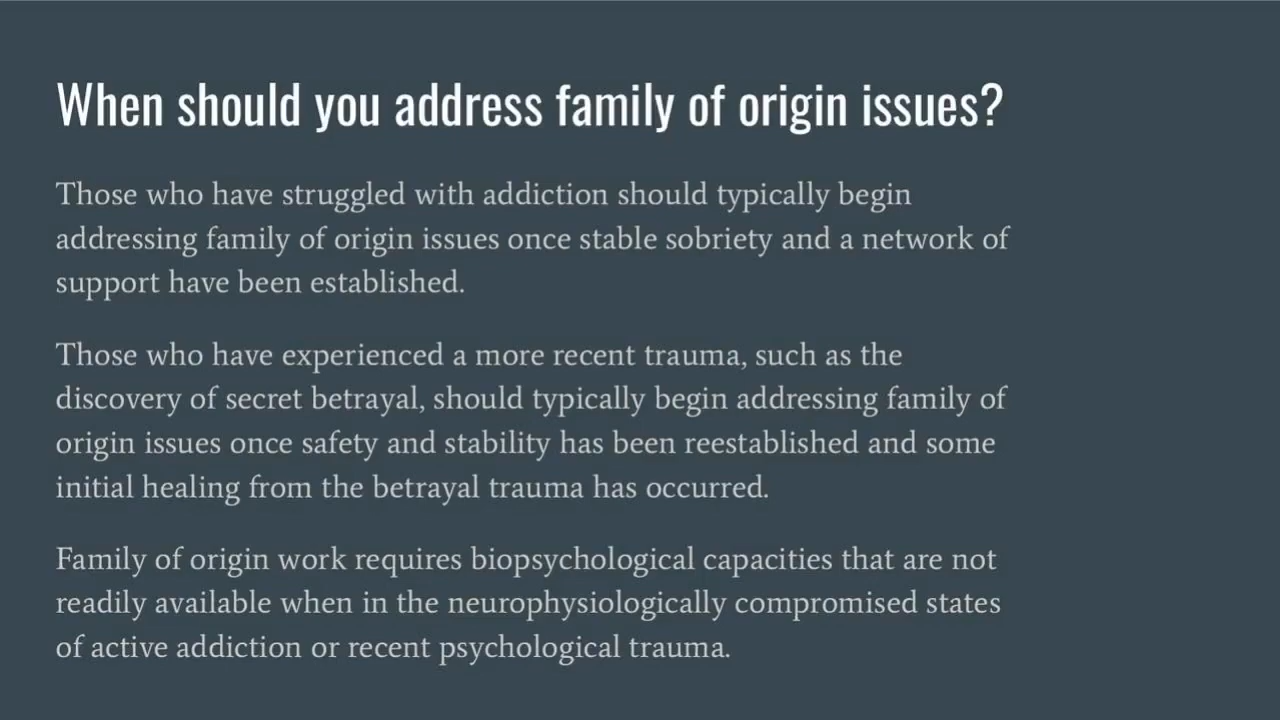 When should you address family of origin issues?
Those who have struggled with addiction should typically begin
addressing family of origin issues once stable sobriety and a network of
support have been established.
Those who have experienced a more recent trauma, such as the
discovery of secret betrayal, should typically begin addressing family of
origin issues once safety and stability has been reestablished and some
initial healing from the betrayal trauma has occurred.
Family of origin work requires biopsychological capacities that are not
readily available when in the neurophysiologically compromised states
of active addiction or recent psychological trauma.